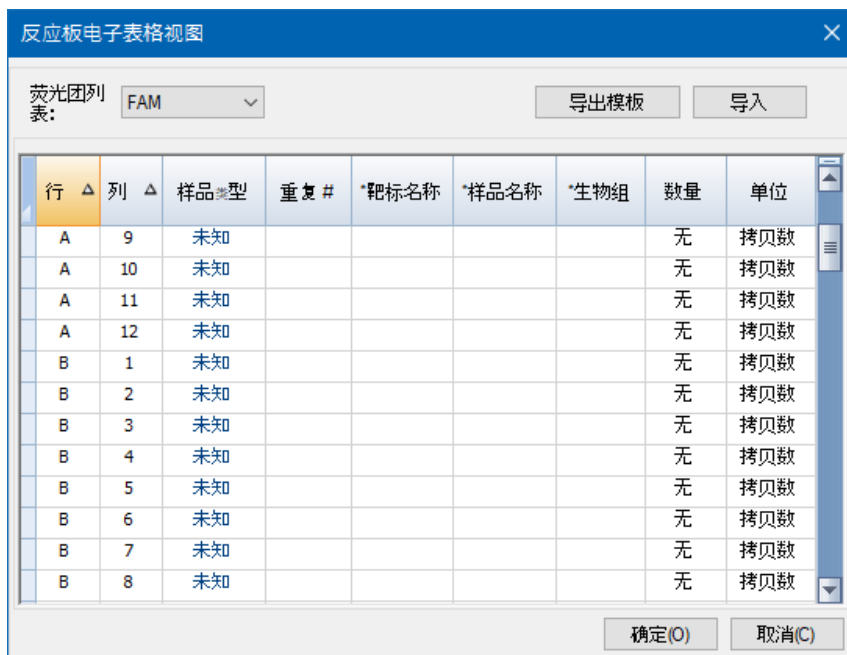 反应板电子表格视图
荧光团列表： FAM 导出模板 导入
行 列 样品类型 重复 # *靶标名称 *样品名称 *生物组 数量 单位
A 9 未知 无 拷贝数
A 10 未知 无 拷贝数
A 11 未知 无 拷贝数
A 12 未知 无 拷贝数
B 1 未知 无 拷贝数
B 2 未知 无 拷贝数
B 3 未知 无 拷贝数
B 4 未知 无 拷贝数
B 5 未知 无 拷贝数
B 6 未知 无 拷贝数
B 7 未知 无 拷贝数
B 8 未知 无 拷贝数
确定(O) 取消(C)